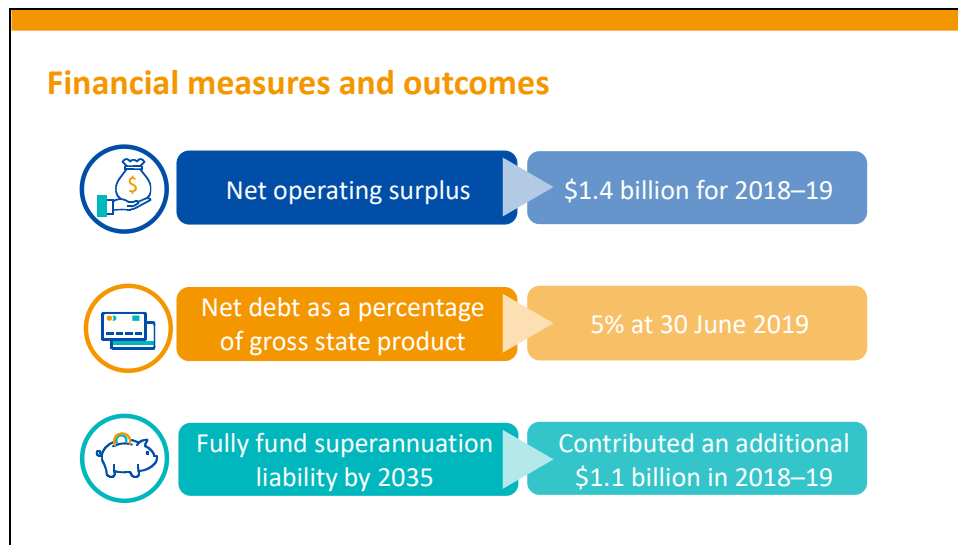 Financial measures and outcomes
$
Net operating surplus
$1.4 billion for 2018–19
Net debt as a percentage
of gross state product
5% at 30 June 2019
Fully fund superannuation
liability by 2035
Contributed an additional
$1.1 billion in 2018–19